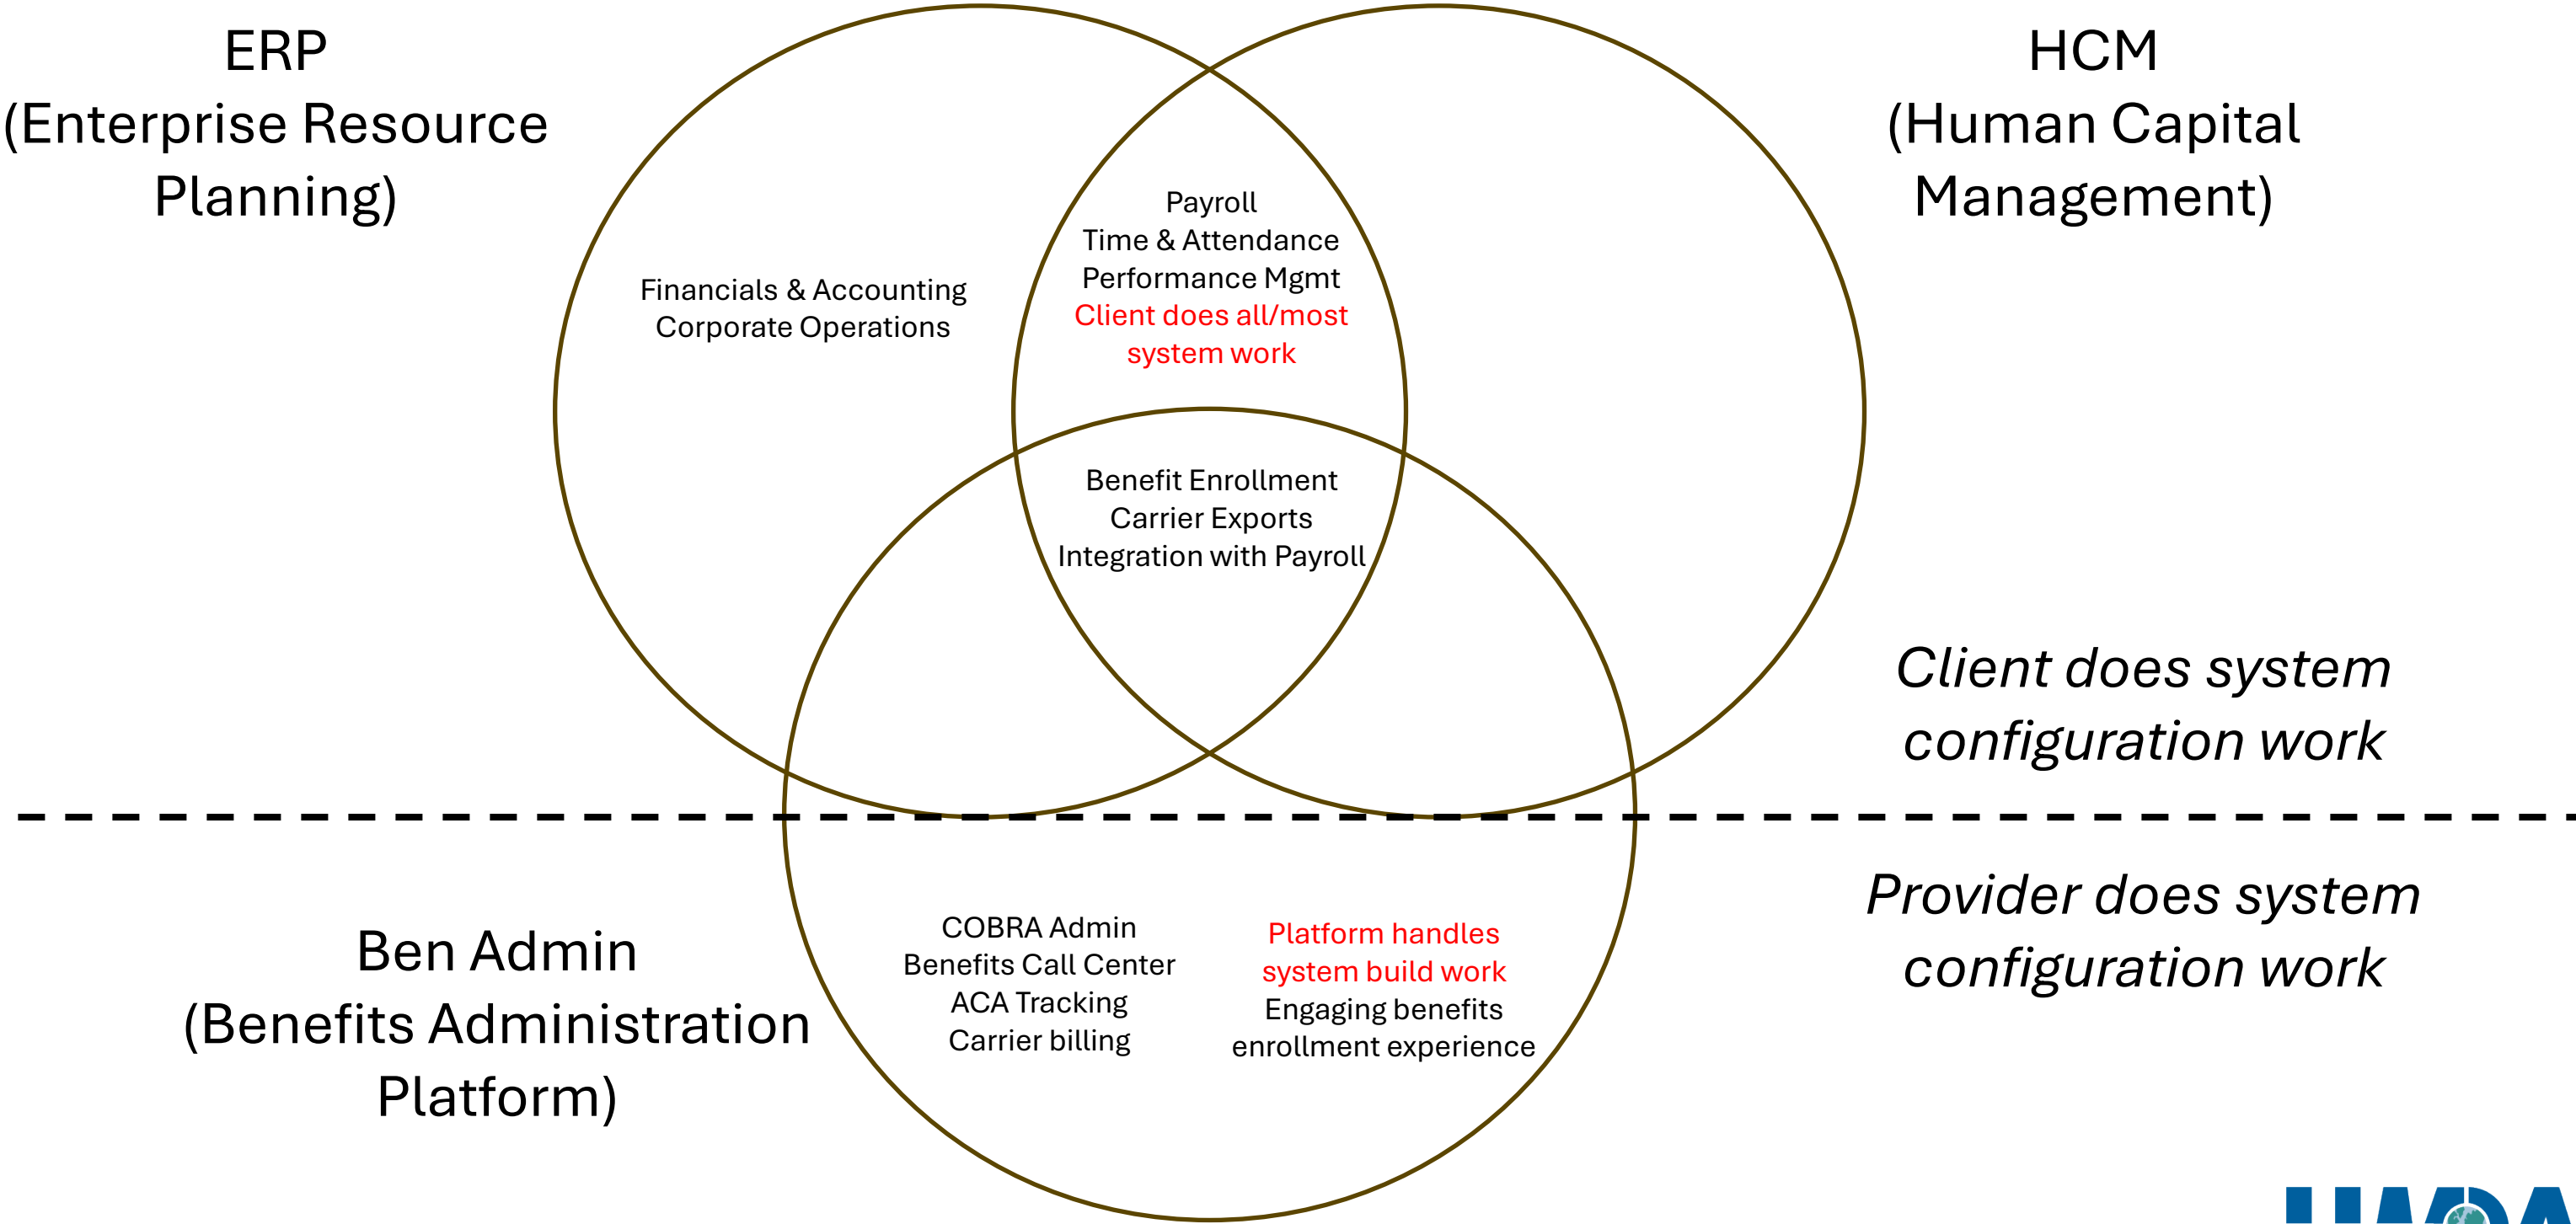 ERP
(Enterprise Resource
Planning)
HCM
(Human Capital
Management)
Financials & Accounting
Corporate Operations
Payroll
Time & Attendance
Performance Mgmt
Client does all/most
system work
Benefit Enrollment
Carrier Exports
Integration with Payroll
Client does system
configuration work
Provider does system
configuration work
Ben Admin
(Benefits Administration
Platform)
COBRA Admin
Benefits Call Center
ACA Tracking
Carrier billing
Platform handles
system build work
Engaging benefits
enrollment experience